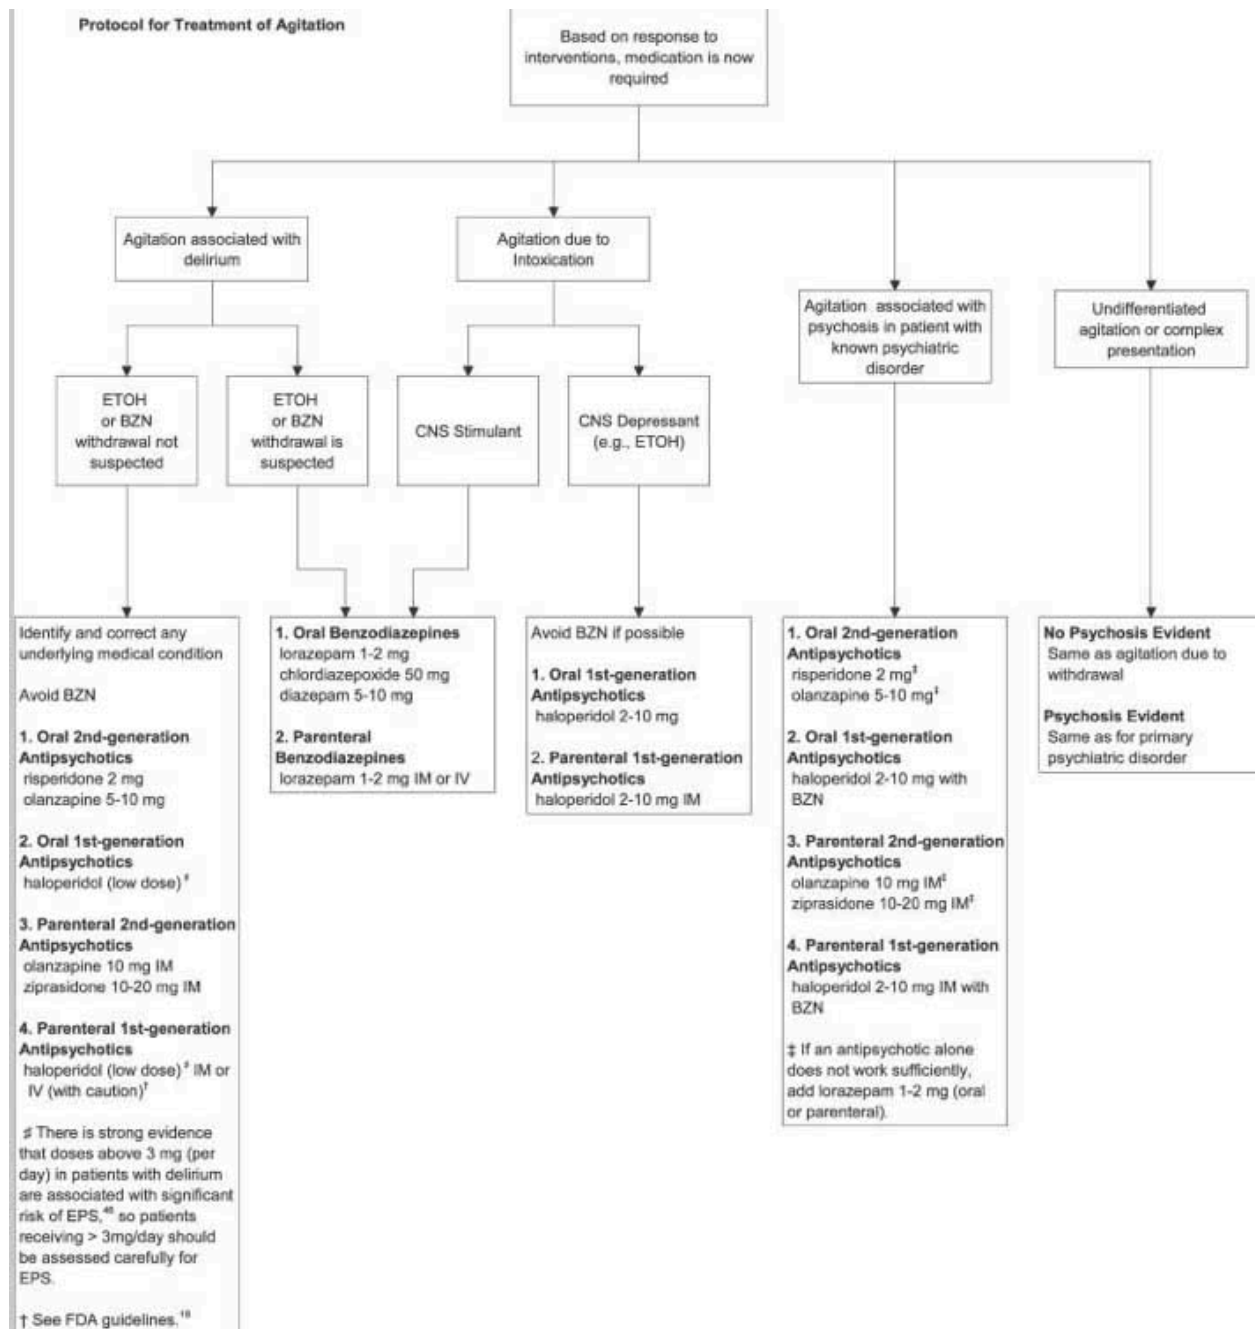 Protocol for Treatment of Agitation
Based on response to
interventions, medication is now
required
Agitation associated with
delirium
Agitation due to
Intoxication
Agitation associated with
psychosis in patient with
known psychiatric
disorder
Undifferentiated
agitation or complex
presentation
ETOH
or BZN
withdrawal not
suspected
ETOH
or BZN
withdrawal is
suspected
CNS Stimulant
CNS Depressant
(e.g., ETOH)
Identify and correct any
underlying medical condition
Avoid BZN
1. Oral 2nd-generation
Antipsychotics
risperidone 2 mg
olanzapine 5-10 mg
2. Oral 1st-generation
Antipsychotics
haloperidol (low dose) ♯
3. Parenteral 2nd-generation
Antipsychotics
olanzapine 10 mg IM
ziprasidone 10-20 mg IM
4. Parenteral 1st-generation
Antipsychotics
haloperidol (low dose) ♯ IM or
IV (with caution)†
♯ There is strong evidence
that doses above 3 mg (per
day) in patients with delirium
are associated with significant
risk of EPS, so patients
receiving > 3mg/day should
be assessed carefully for
EPS.
† See FDA guidelines.
1. Oral Benzodiazepines
lorazepam 1-2 mg
chlordiazepoxide 50 mg
diazepam 5-10 mg
2. Parenteral
Benzodiazepines
lorazepam 1-2 mg IM or IV
Avoid BZN if possible
1. Oral 1st-generation
Antipsychotics
haloperidol 2-10 mg
2. Parenteral 1st-generation
Antipsychotics
haloperidol 2-10 mg IM
1. Oral 2nd-generation
Antipsychotics
risperidone 2 mg‡
olanzapine 5-10 mg‡
2. Oral 1st-generation
Antipsychotics
haloperidol 2-10 mg with
BZN
3. Parenteral 2nd-generation
Antipsychotics
olanzapine 10 mg IM‡
ziprasidone 10-20 mg IM‡
4. Parenteral 1st-generation
Antipsychotics
haloperidol 2-10 mg IM with
BZN
‡ If an antipsychotic alone
does not work sufficiently,
add lorazepam 1-2 mg (oral
or parenteral).
No Psychosis Evident
Same as agitation due to
withdrawal
Psychosis Evident
Same as for primary
psychiatric disorder